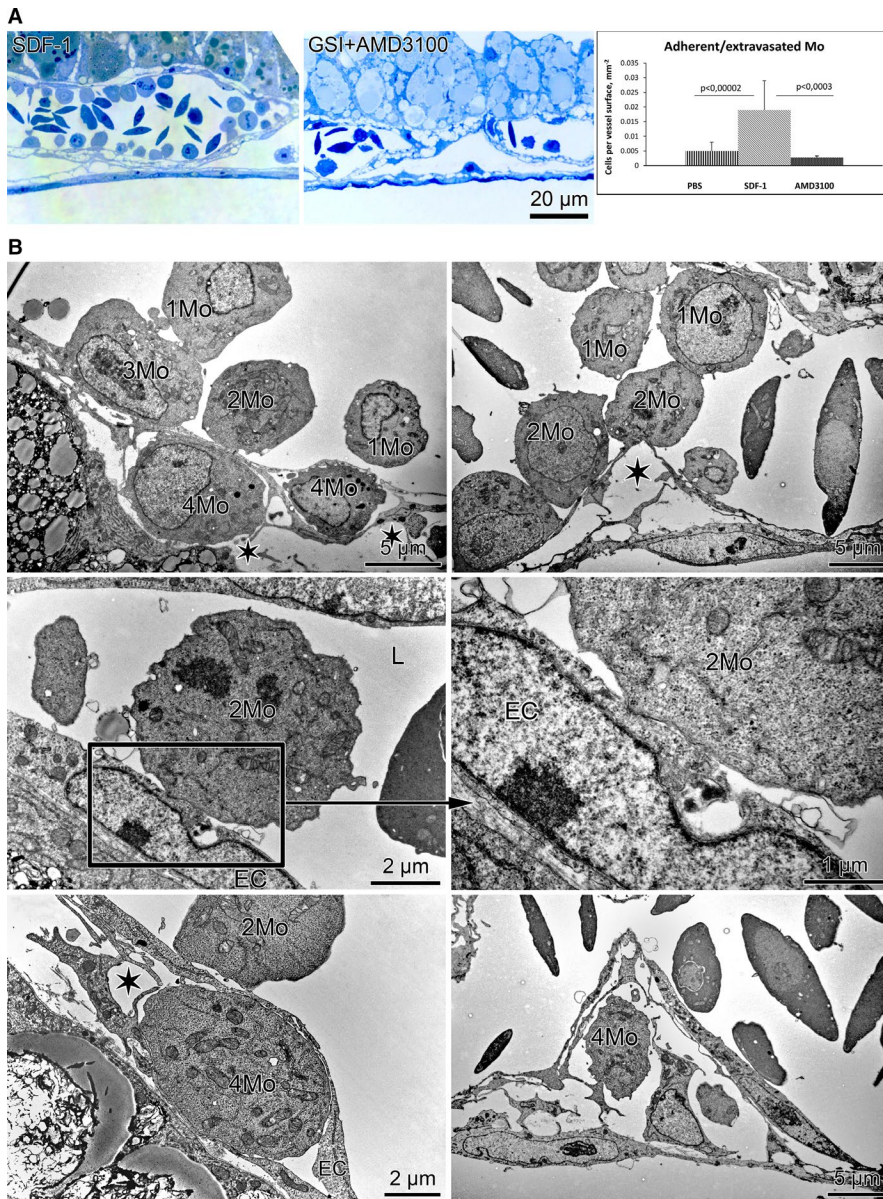 A
SDF-1
GSI+AMD3100
20 µm
Adherent/extravasated Mo
Cells per vessel surface, mm-2
0.035
0.03
0.025
0.02
0.015
0.01
0.005
0
p<0,00002
p<0,0003
PBS SDF-1 AMD3100
B
1Mo
3Mo
2Mo
1Mo
4Mo
4Mo
5 µm
1Mo
1Mo
2Mo
2Mo
5 µm
L
2Mo
EC
2 µm
2Mo
EC
1 µm
2Mo
4Mo
EC
2 µm
4Mo
5 µm